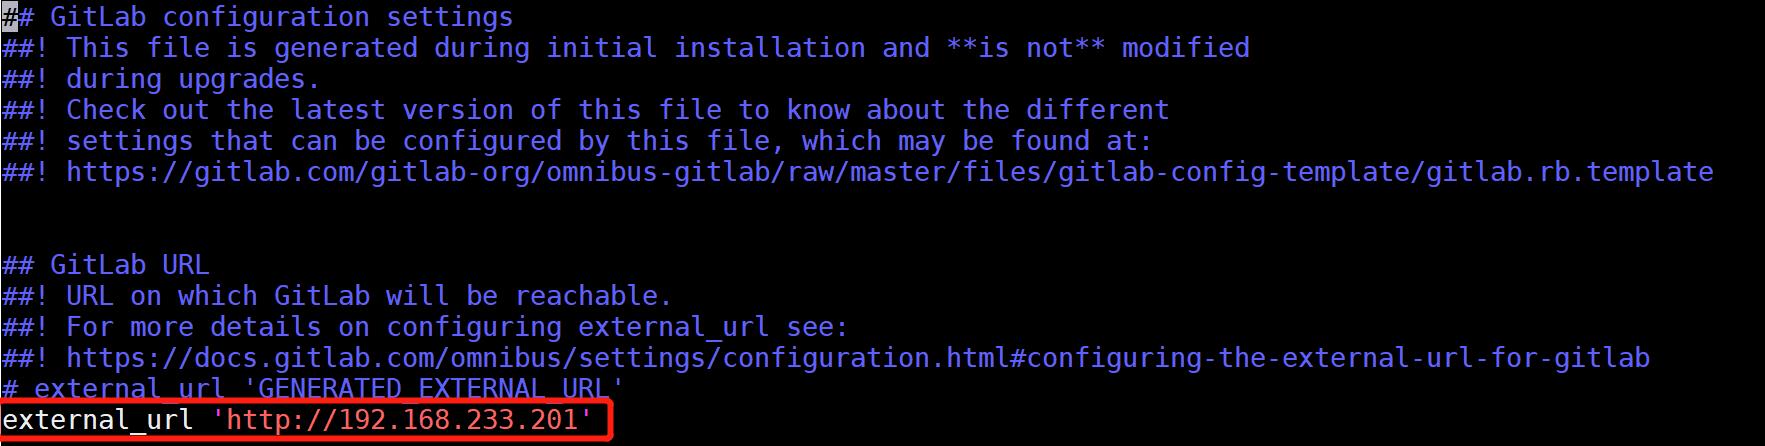 ## GitLab configuration settings
##! This file is generated during initial installation and **is not** modified
##! during upgrades.
##! Check out the latest version of this file to know about the different
##! settings that can be configured by this file, which may be found at:
##! https://gitlab.com/gitlab-org/omnibus-gitlab/raw/master/files/gitlab-config-template/gitlab.rb.template
## GitLab URL
##! URL on which GitLab will be reachable.
##! For more details on configuring external_url see:
##! https://docs.gitlab.com/omnibus/settings/configuration.html#configuring-the-external-url-for-gitlab
# external_url 'GENERATED_EXTERNAL_URL'
external_url 'http://192.168.233.201'